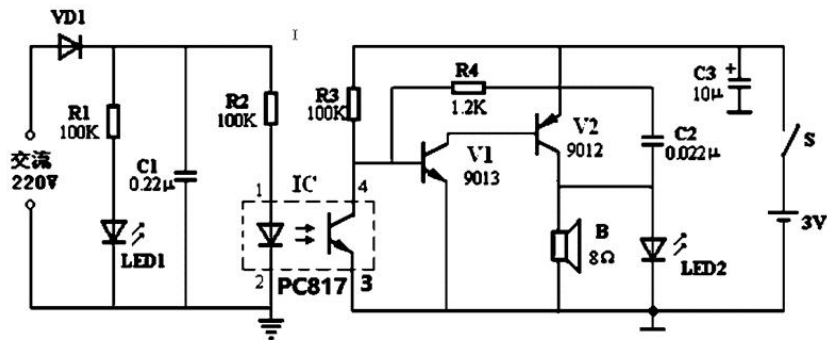 VD1
I
R1
100K
R2
100K
R3
100K
R4
1.2K
C3
+
10μ
交流
220V
C1
0.22μ
V1
9013
V2
9012
C2
0.022μ
S
1
IC
4
LED1
2
PC817
3
B
8Ω
LED2
3V